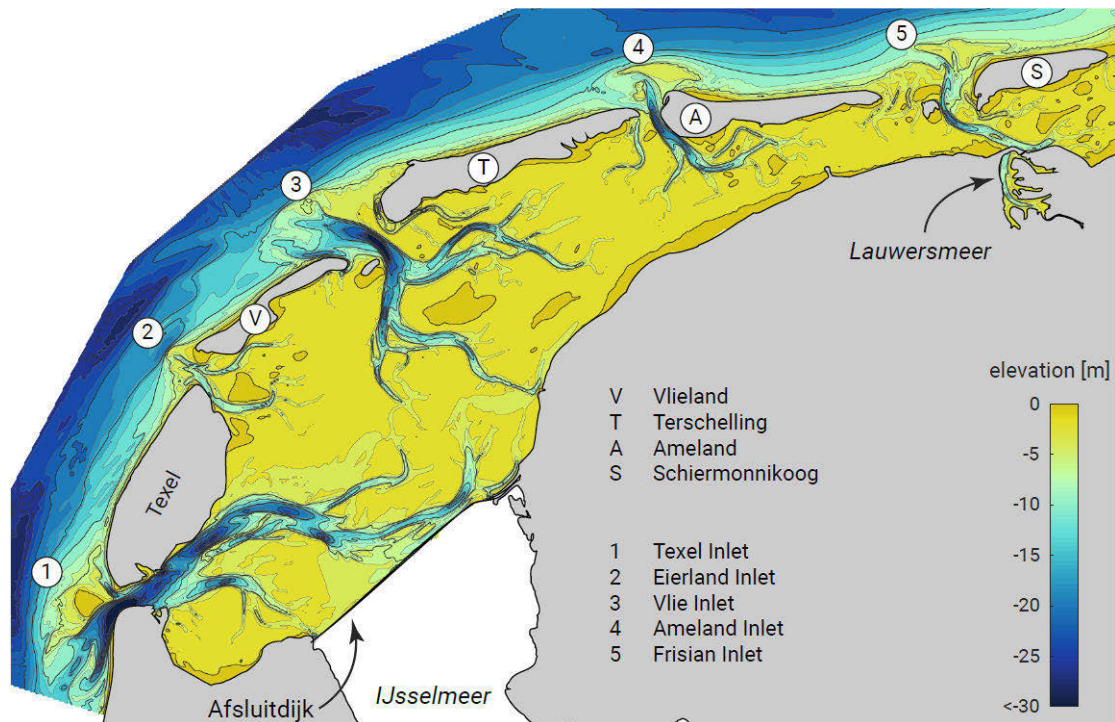 5
4
S
A
T
3
Lauwersmeer
2
V
elevation [m]
V Vlieland
T Terschelling
A Ameland
S Schiermonnikoog
0
-5
-10
-15
-20
-25
<-30
Texel
1
1 Texel Inlet
2 Eierland Inlet
3 Vlie Inlet
4 Ameland Inlet
5 Frisian Inlet
Afsluitdijk
IJsselmeer